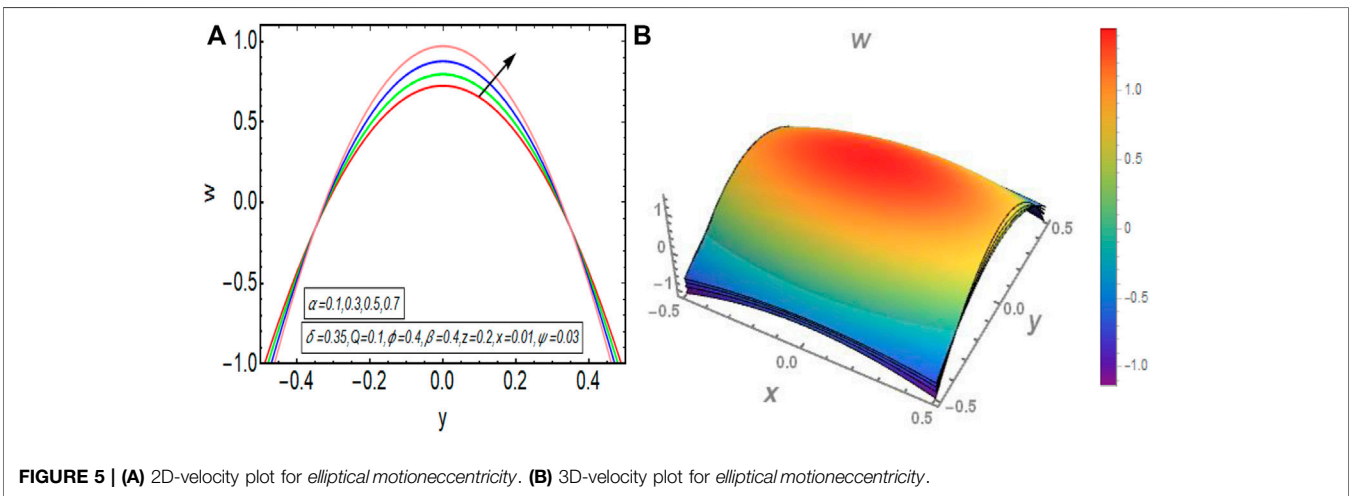 A
1.0
0.5
0.0
−0.5
−1.0
w
−0.4 −0.2 0.0 0.2 0.4
y
α=0.1,0.3,0.5,0.7
δ=0.35,Q=0.1,ϕ=0.4,β=0.4,z=0.2,x=0.01,ψ=0.03
B
w
1
0
−1
−0.5
0.0
0.5
x
−0.5
0.0
0.5
y
1.0
0.5
0
−0.5
−1.0
FIGURE 5 | (A) 2D-velocity plot for elliptical motioneccentricity. (B) 3D-velocity plot for elliptical motioneccentricity.